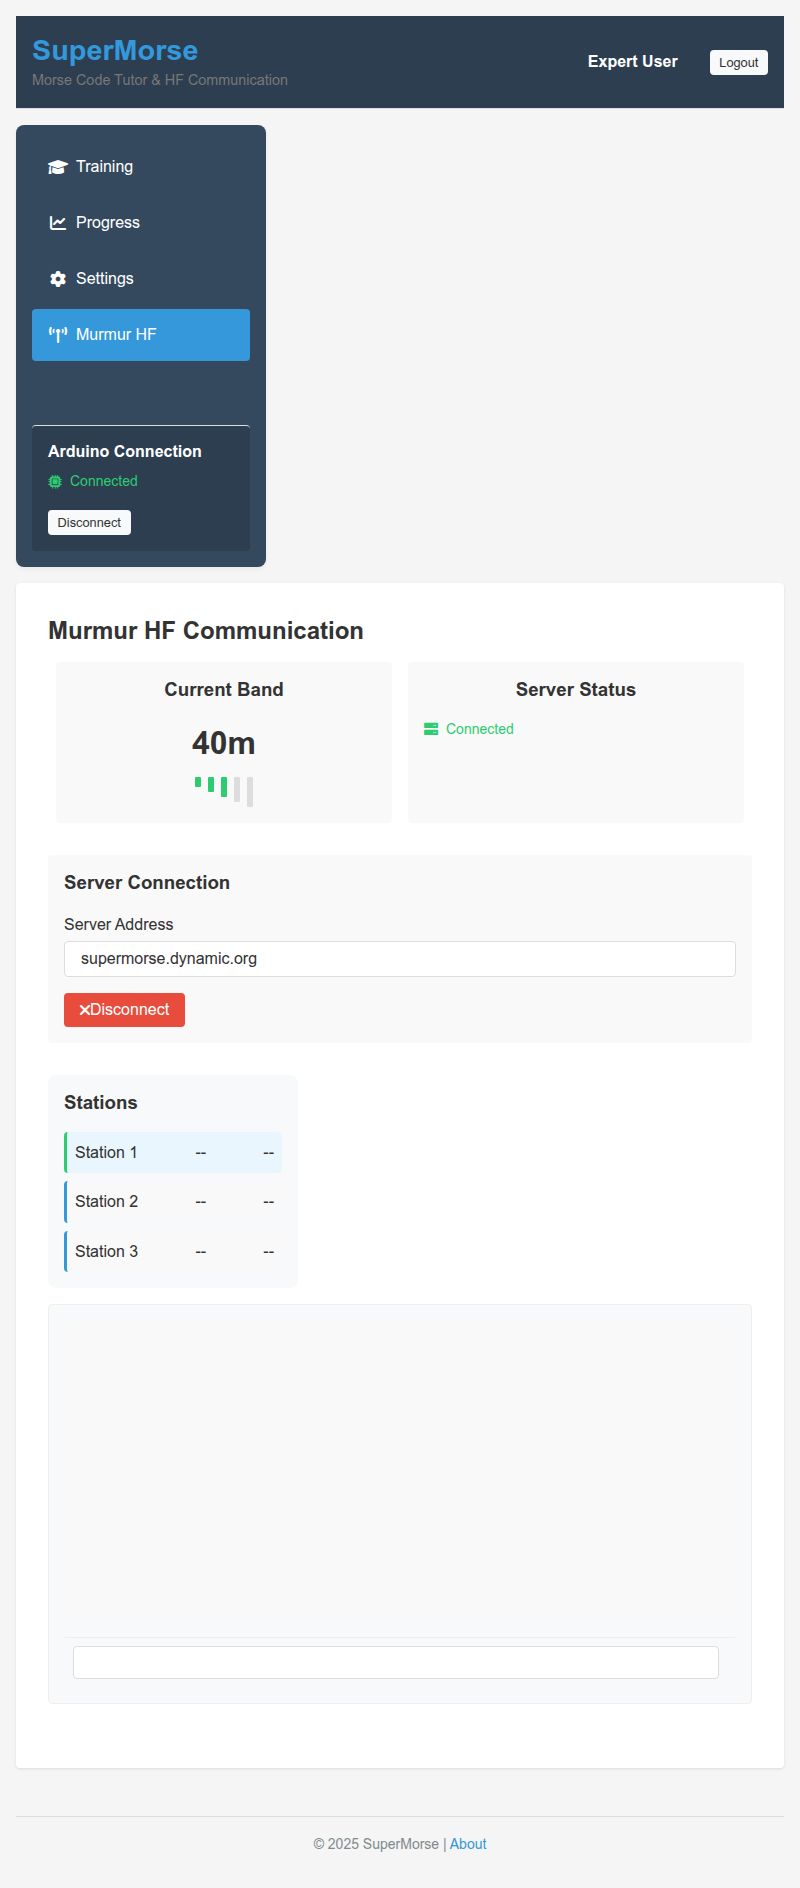 SuperMorse
Morse Code Tutor & HF Communication
Expert User
Logout
Training
Progress
Settings
Murmur HF
Arduino Connection
Connected
Disconnect
Murmur HF Communication
Current Band
40m
Server Status
Connected
Server Connection
Server Address
supermorse.dynamic.org
Disconnect
Stations
Station 1 -- --
Station 2 -- --
Station 3 -- --
© 2025 SuperMorse | About